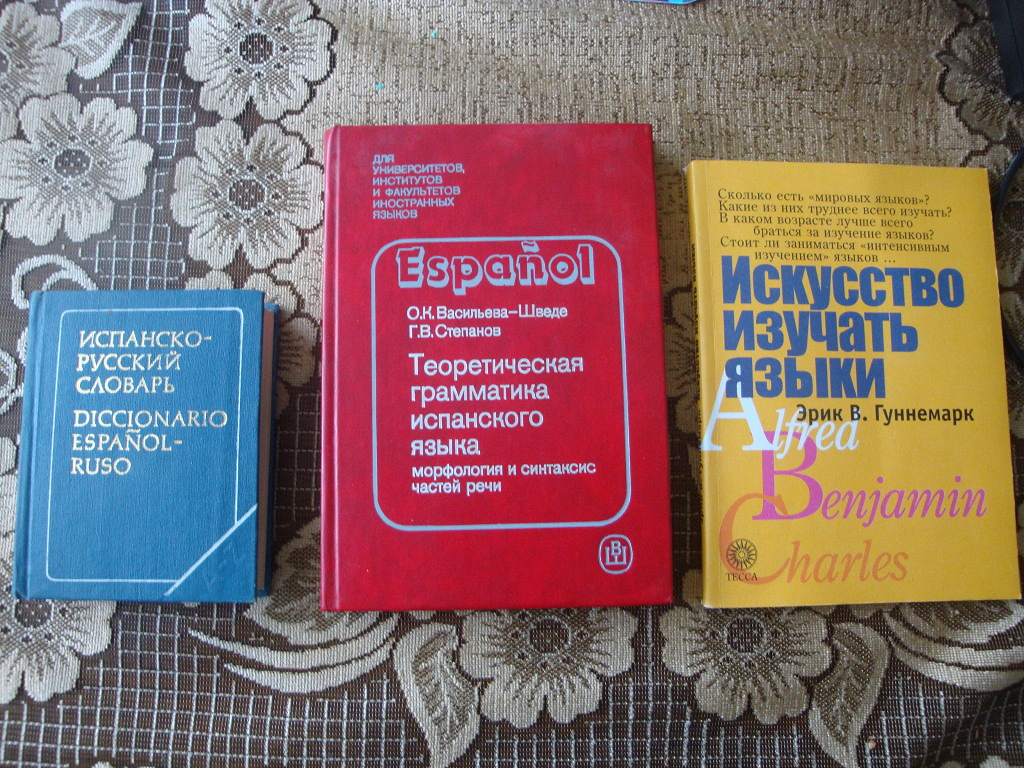 ИСПАНСКО-
РУССКИЙ
СЛОВАРЬ
DICCIONARIO
ESPAÑOL-
RUSO
ДЛЯ
УНИВЕРСИТЕТОВ,
ИНСТИТУТОВ
И ФАКУЛЬТЕТОВ
ИНОСТРАННЫХ
ЯЗЫКОВ
Español
О.К.Васильева-Шведе
Г.В.Степанов
Теоретическая
грамматика
испанского
языка
морфология и синтаксис
частей речи
Сколько есть «мировых языков»?
Какие из них труднее всего изучать?
В каком возрасте лучше всего
браться за изучение языков?
Стоит ли заниматься «интенсивным
изучением» языков ...
Искусство
изучать
языки
Эрик В. Гуннемарк
Alfred
Benjamin
Charles
ТЕССА